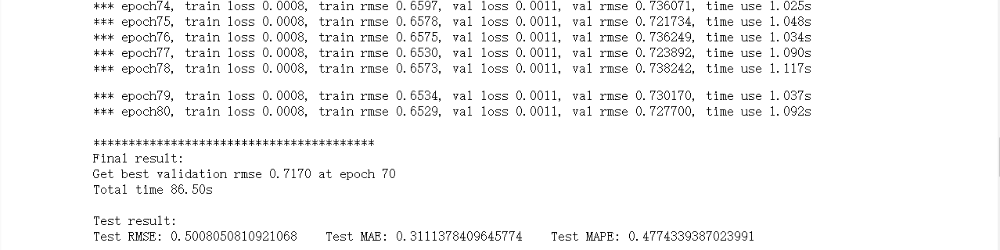 *** epoch74, train loss 0.0008, train rmse 0.6597, val loss 0.0011, val rmse 0.736071, time use 1.025s
*** epoch75, train loss 0.0008, train rmse 0.6578, val loss 0.0011, val rmse 0.721734, time use 1.048s
*** epoch76, train loss 0.0008, train rmse 0.6575, val loss 0.0011, val rmse 0.736249, time use 1.034s
*** epoch77, train loss 0.0008, train rmse 0.6530, val loss 0.0011, val rmse 0.723892, time use 1.090s
*** epoch78, train loss 0.0008, train rmse 0.6573, val loss 0.0011, val rmse 0.738242, time use 1.117s
*** epoch79, train loss 0.0008, train rmse 0.6534, val loss 0.0011, val rmse 0.730170, time use 1.037s
*** epoch80, train loss 0.0008, train rmse 0.6529, val loss 0.0011, val rmse 0.727700, time use 1.092s
****************************************
Final result:
Get best validation rmse 0.7170 at epoch 70
Total time 86.50s
Test result:
Test RMSE: 0.5008050810921068    Test MAE: 0.3111378409645774    Test MAPE: 0.4774339387023991